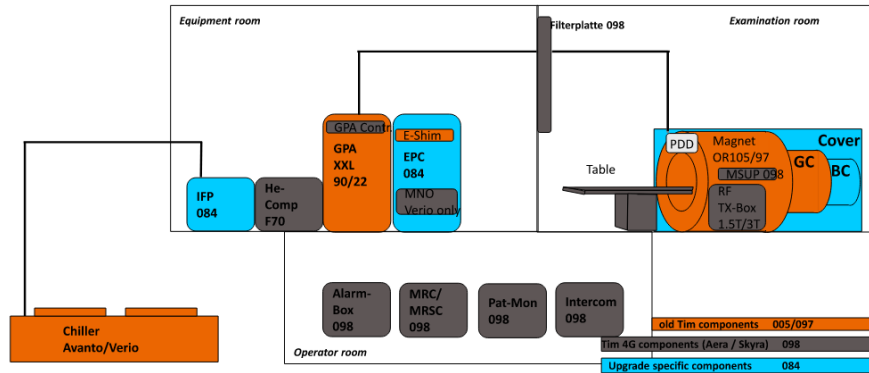 Equipment room
Filterplatte 098
Examination room
GPA Contr.
GPA
XXL
90/22
E-Shim
EPC
084
MNO
Verio only
IFP
084
He-
Comp
F70
Table
PDD
Magnet
OR105/97
MSUP 098
RF
TX-Box
1.5T/3T
Cover
GC
BC
Alarm-
Box
098
MRC/
MRSC
098
Pat-Mon
098
Intercom
098
Operator room
Chiller
Avanto/Verio
old Tim components 005/097
Tim 4G components (Aera / Skyra) 098
Upgrade specific components 084